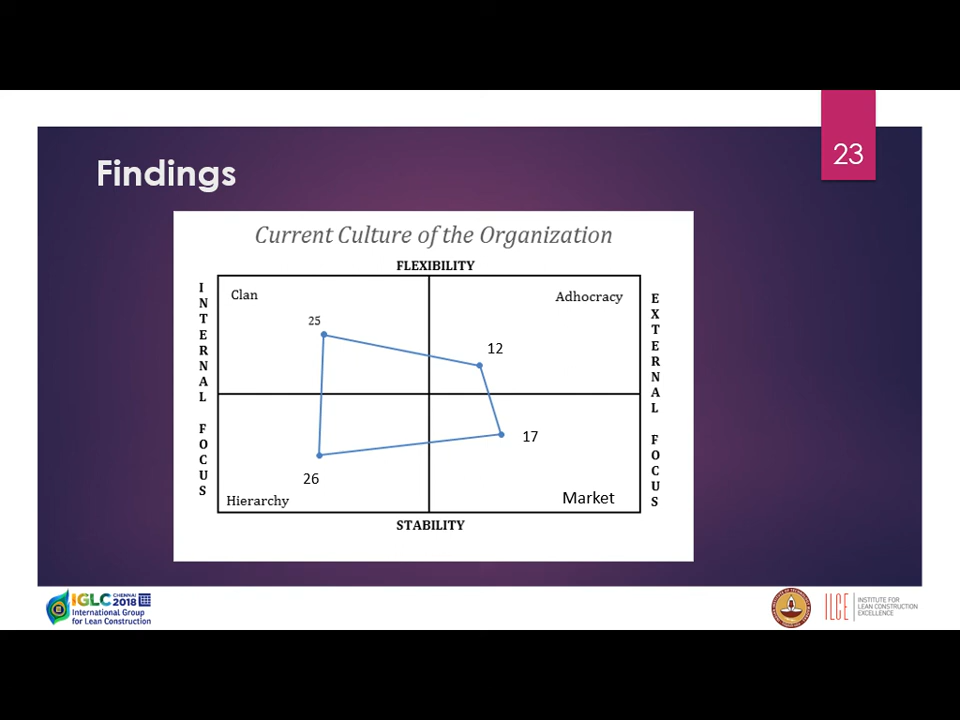 23
Findings
Current Culture of the Organization
FLEXIBILITY
INTERNAL FOCUS
Clan
Adhocracy
EXTERNAL FOCUS
25
12
17
26
Hierarchy
Market
STABILITY
IGLC CHENNAI 2018
International Group
for Lean Construction
ILCE
INSTITUTE FOR
LEAN CONSTRUCTION
EXCELLENCE